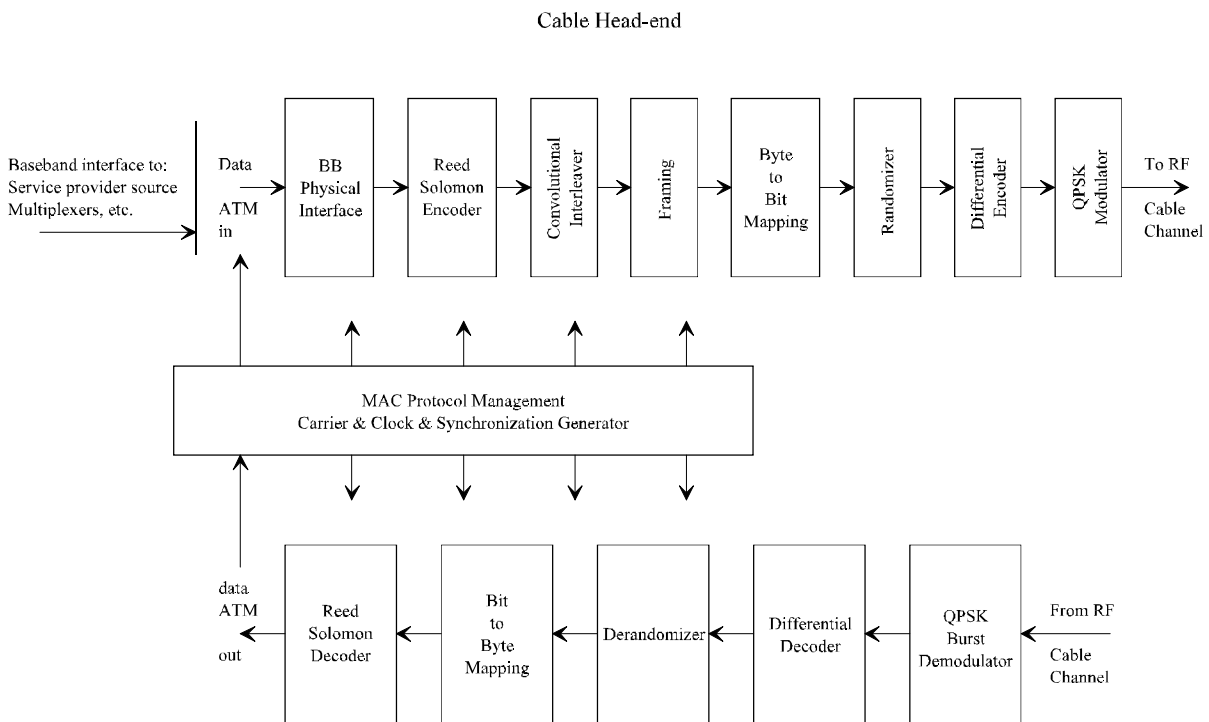 Cable Head-end
Baseband interface to:
Service provider source
Multiplexers, etc.
Data
ATM
in
BB
Physical
Interface
Reed
Solomon
Encoder
Convolutional
Interleaver
Framing
Byte
to
Bit
Mapping
Randomizer
Differential
Encoder
QPSK
Modulator
To RF
Cable
Channel
MAC Protocol Management
Carrier & Clock & Synchronization Generator
data
ATM
out
Reed
Solomon
Decoder
Bit
to
Byte
Mapping
Derandomizer
Differential
Decoder
QPSK
Burst
Demodulator
From RF
Cable
Channel